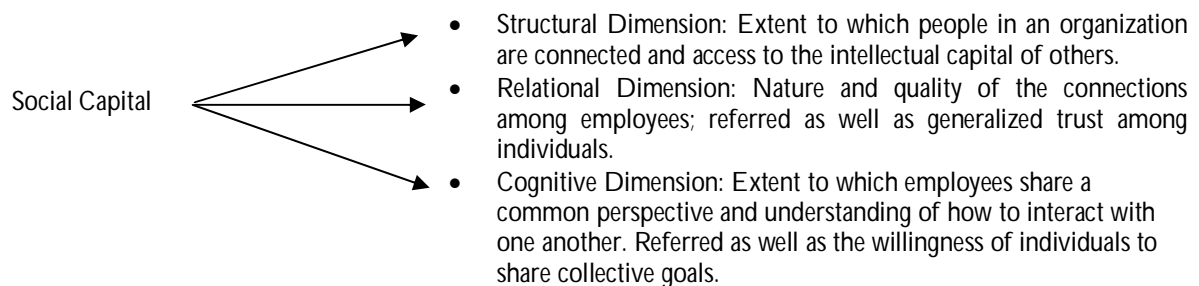 • Structural Dimension: Extent to which people in an organization
are connected and access to the intellectual capital of others.
Social Capital
• Relational Dimension: Nature and quality of the connections
among employees; referred as well as generalized trust among
individuals.
• Cognitive Dimension: Extent to which employees share a
common perspective and understanding of how to interact with
one another. Referred as well as the willingness of individuals to
share collective goals.